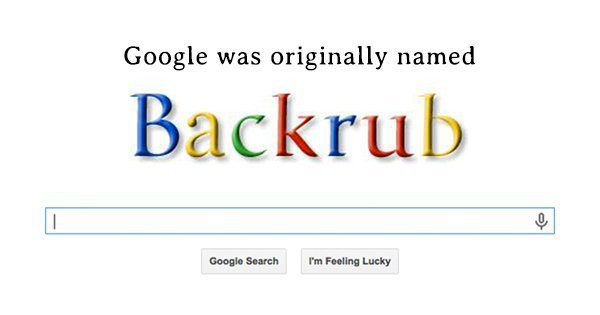 Google was originally named
Backrub
Google Search I'm Feeling Lucky